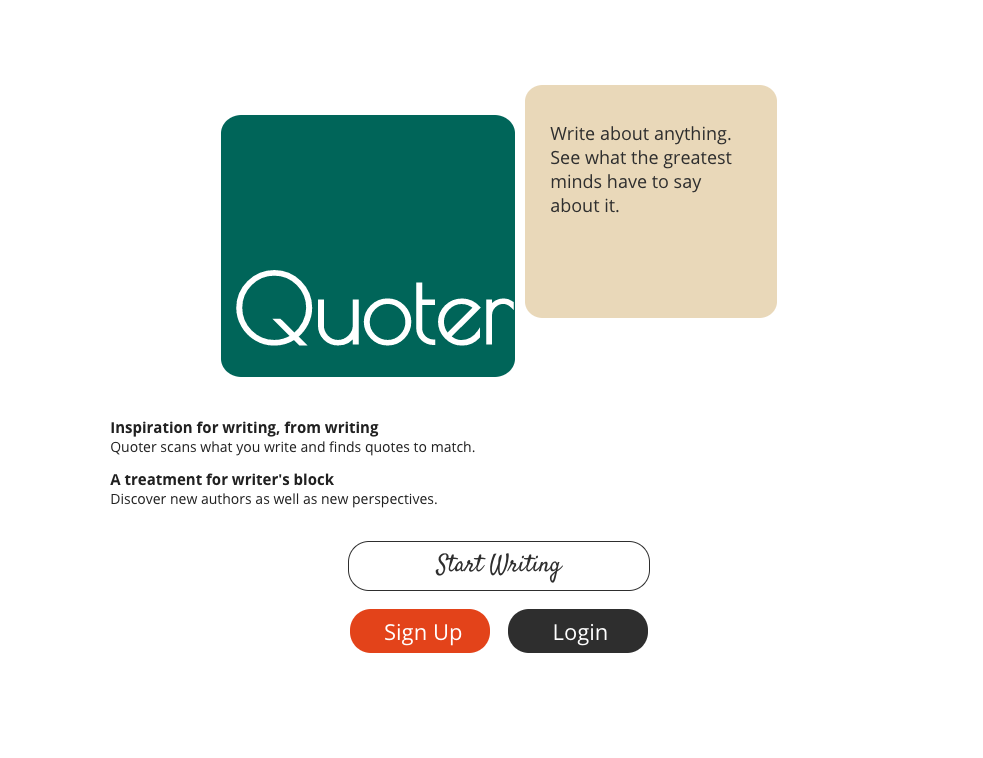 Quoter
Write about anything.
See what the greatest
minds have to say
about it.
Inspiration for writing, from writing
Quoter scans what you write and finds quotes to match.
A treatment for writer's block
Discover new authors as well as new perspectives.
Start Writing
Sign Up
Login